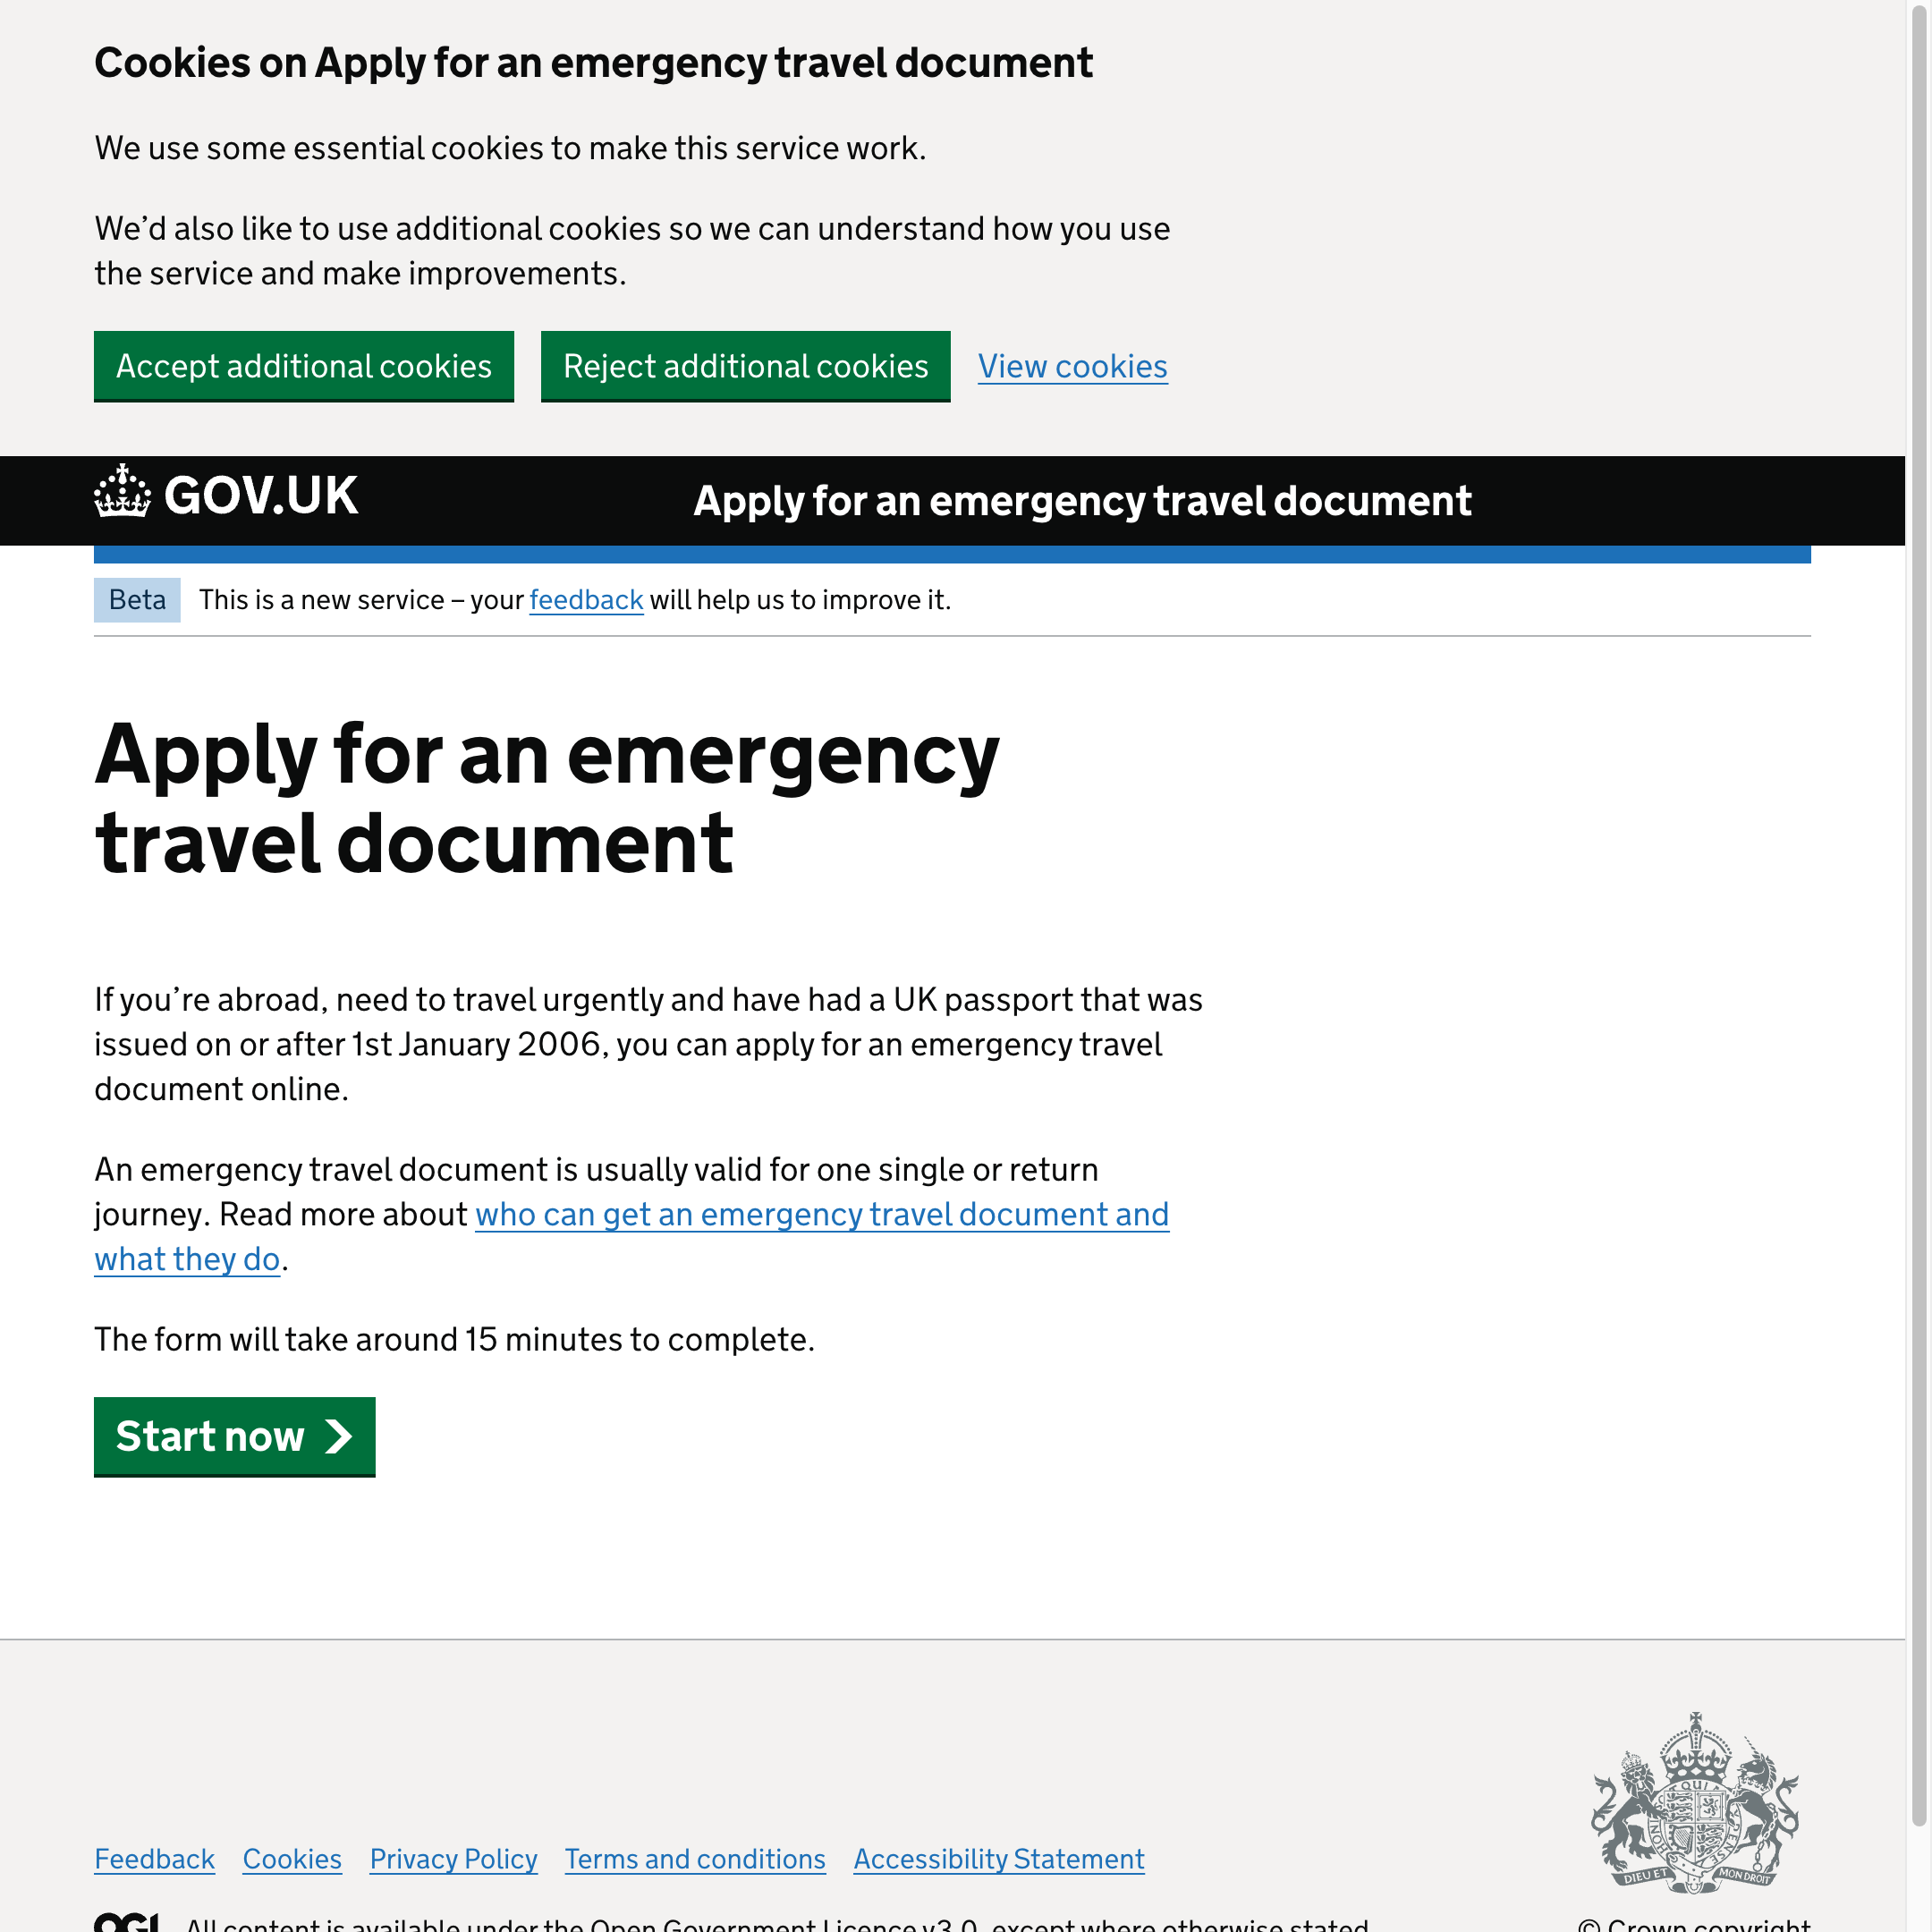 Cookies on Apply for an emergency travel document
We use some essential cookies to make this service work.
We’d also like to use additional cookies so we can understand how you use
the service and make improvements.
Accept additional cookies
Reject additional cookies
View cookies
GOV.UK
Apply for an emergency travel document
Beta
This is a new service – your feedback will help us to improve it.
Apply for an emergency
travel document
If you’re abroad, need to travel urgently and have had a UK passport that was
issued on or after 1st January 2006, you can apply for an emergency travel
document online.
An emergency travel document is usually valid for one single or return
journey. Read more about who can get an emergency travel document and
what they do.
The form will take around 15 minutes to complete.
Start now
Feedback
Cookies
Privacy Policy
Terms and conditions
Accessibility Statement
DIEU ET MON DROIT
OGL
All content is available under the Open Government Licence v3.0, except where otherwise stated
© Crown copyright